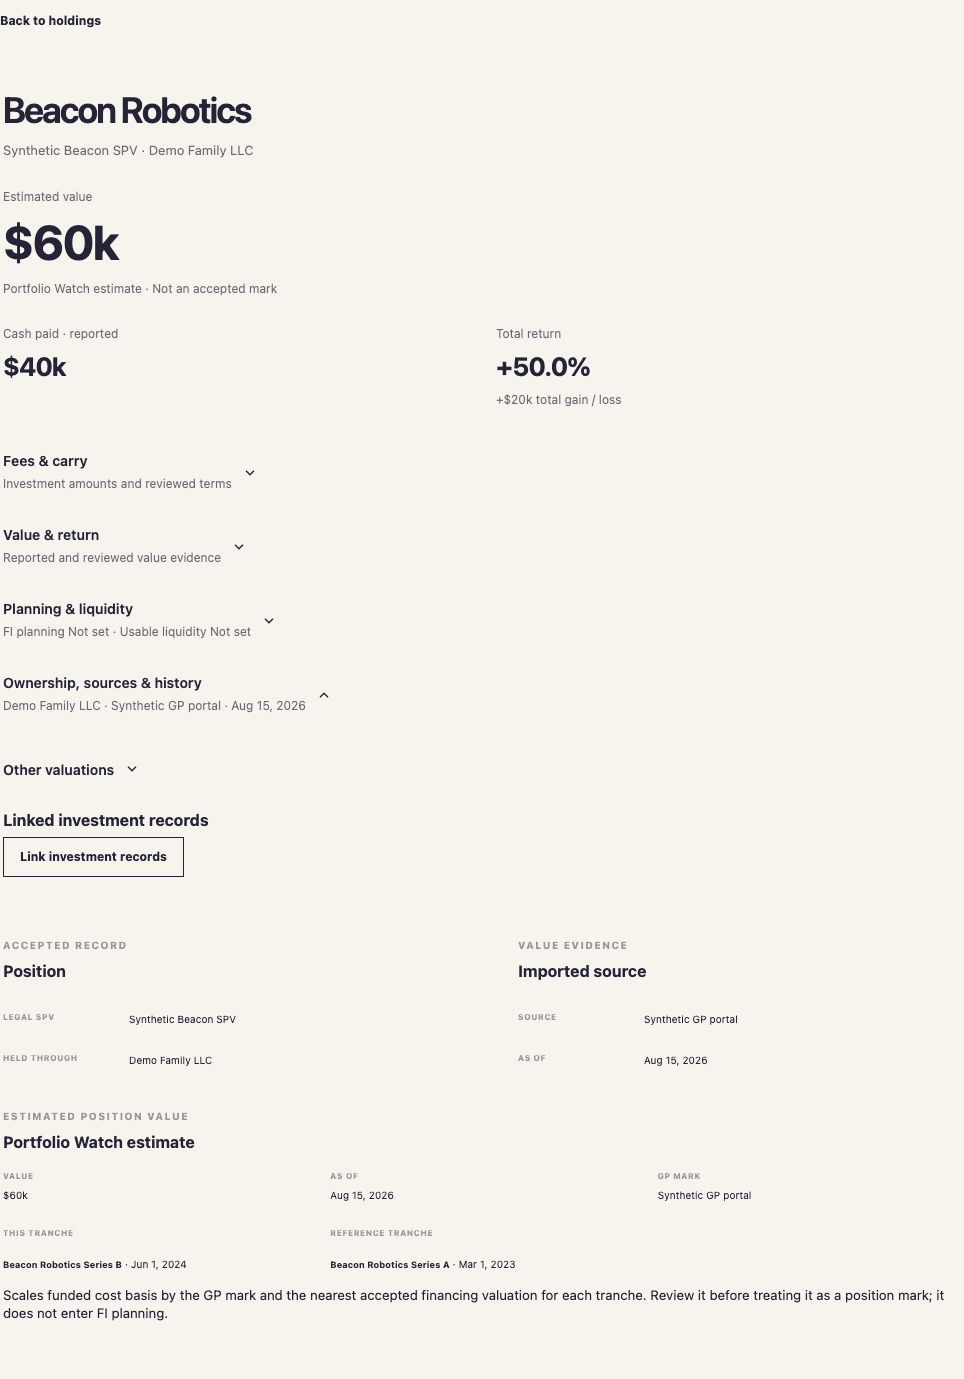 Back to holdings
Beacon Robotics
Synthetic Beacon SPV · Demo Family LLC
Estimated value
$60k
Portfolio Watch estimate · Not an accepted mark
Cash paid · reported
$40k
Total return
+50.0%
+$20k total gain / loss
Fees & carry
Investment amounts and reviewed terms
Value & return
Reported and reviewed value evidence
Planning & liquidity
FI planning Not set · Usable liquidity Not set
Ownership, sources & history
Demo Family LLC · Synthetic GP portal · Aug 15, 2026
Other valuations
Linked investment records
Link investment records
ACCEPTED RECORD
Position
LEGAL SPV
Synthetic Beacon SPV
HELD THROUGH
Demo Family LLC
VALUE EVIDENCE
Imported source
SOURCE
Synthetic GP portal
AS OF
Aug 15, 2026
ESTIMATED POSITION VALUE
Portfolio Watch estimate
VALUE
$60k
AS OF
Aug 15, 2026
GP MARK
Synthetic GP portal
THIS TRANCHE
Beacon Robotics Series B · Jun 1, 2024
REFERENCE TRANCHE
Beacon Robotics Series A · Mar 1, 2023
Scales funded cost basis by the GP mark and the nearest accepted financing valuation for each tranche. Review it before treating it as a position mark; it
does not enter FI planning.